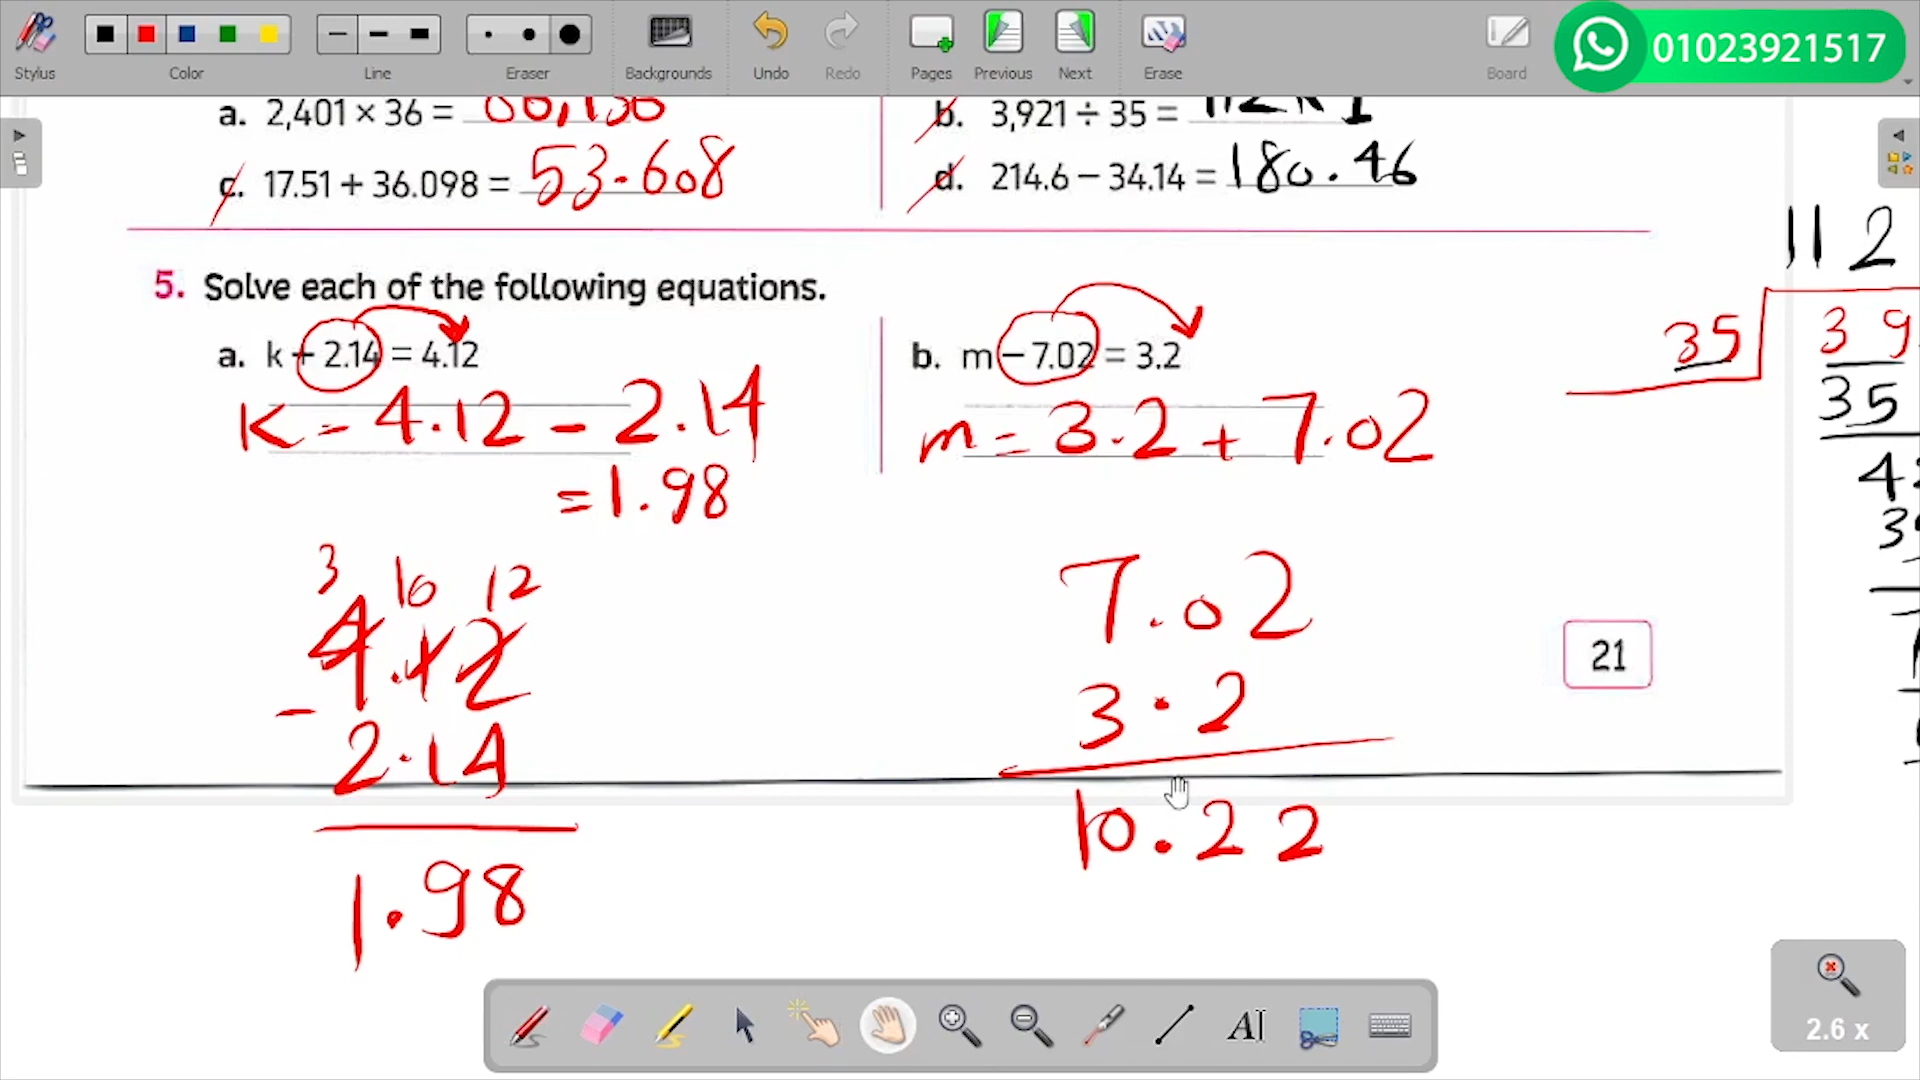 Stylus Color Line Eraser Backgrounds Undo Redo Pages Previous Next Erase Board 01023921517
a. 2,401 × 36 =
b. 3,921 ÷ 35 =
c. 17.51 + 36.098 = 53.608
d. 214.6 − 34.14 = 180.46
5. Solve each of the following equations.
a. k + 2.14 = 4.12
K = 4.12 - 2.14
= 1.98
3 10 12
4.12
- 2.14
1.98
b. m − 7.02 = 3.2
m = 3.2 + 7.02
7.02
3.2
10.22
112
35 39
35
21
2.6 x